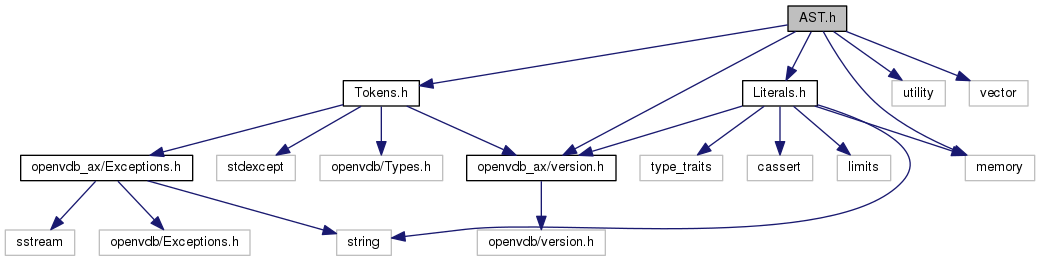 AST.h
Tokens.h
Literals.h
utility
vector
openvdb_ax/Exceptions.h
stdexcept
openvdb/Types.h
openvdb_ax/version.h
type_traits
cassert
limits
memory
sstream
openvdb/Exceptions.h
string
openvdb/version.h